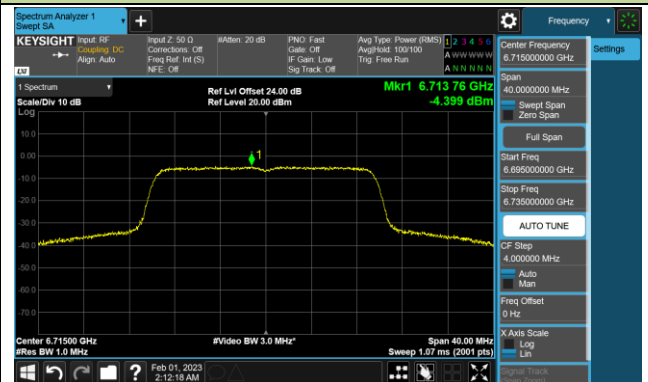 Spectrum Analyzer 1
Swept SA
+
Frequency
KEYSIGHT
Input: RF
Coupling: DC
Align: Auto
Input Z: 50 Ω
Corrections: Off
Freq Ref: Int (S)
NFE: Off
#Atten: 20 dB
PNO: Fast
Gate: Off
IF Gain: Low
Sig Track: Off
Avg Type: Power (RMS)
Avg|Hold: 100/100
Trig: Free Run
1 2 3 4 5 6
A W W W W W
A N N N N N
LXI
1 Spectrum
Scale/Div 10 dB
Log
Ref Lvl Offset 24.00 dB
Ref Level 20.00 dBm
Mkr1 6.713 76 GHz
-4.399 dBm
10.0
0.00
-10.0
-20.0
-30.0
-40.0
-50.0
-60.0
-70.0
1
Center 6.71500 GHz
#Res BW 1.0 MHz
#Video BW 3.0 MHz*
Span 40.00 MHz
Sweep 1.07 ms (2001 pts)
?
Feb 01, 2023
2:12:18 AM
Center Frequency
6.715000000 GHz
Settings
Span
40.0000000 MHz
Swept Span
Zero Span
Full Span
Start Freq
6.695000000 GHz
Stop Freq
6.735000000 GHz
AUTO TUNE
CF Step
4.000000 MHz
Auto
Man
Freq Offset
0 Hz
X Axis Scale
Log
Lin
Signal Track